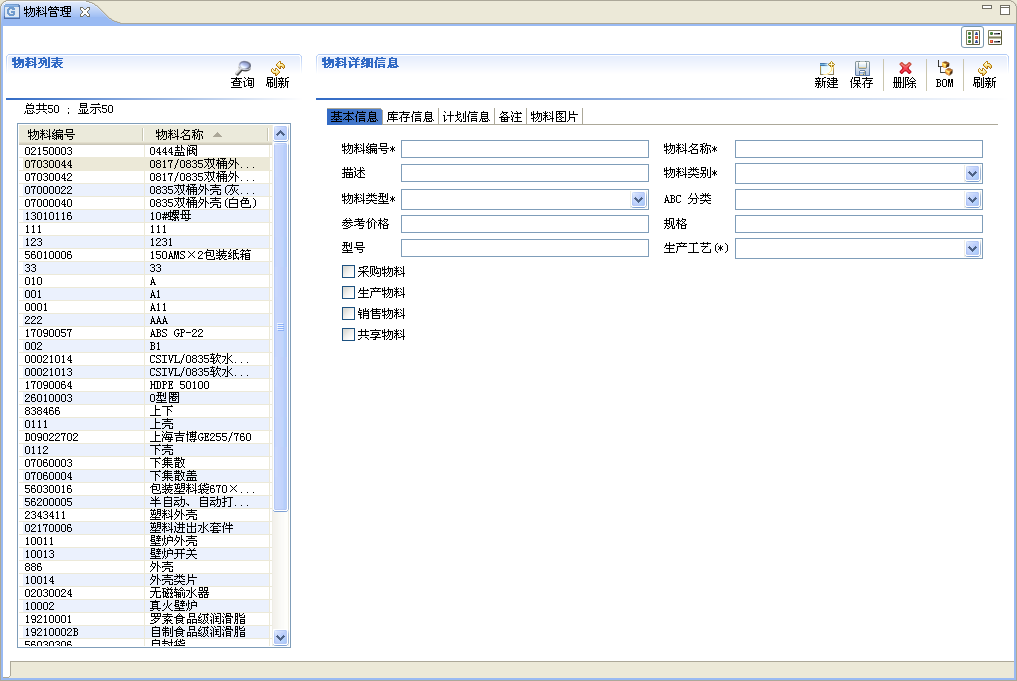 物料管理
物料列表
查询 刷新
总共50 ; 显示50
物料编号 物料名称
02150003 0444盐阀
07030044 0817/0835双桶外...
07030042 0817/0835双桶外...
07000022 0835双桶外壳(灰...
07000040 0835双桶外壳(白色)
13010116 10#螺母
111 111
123 1231
56010006 150AMS×2包装纸箱
33 33
010 A
001 A1
0001 A11
222 AAA
17090057 ABS GP-22
002 B1
00021014 CSIVL/0835软水...
00021013 CSIVL/0835软水...
17090064 HDPE 50100
26010003 O型圈
838466 上下
0111 上壳
D09022702 上海吉博GE255/760
0112 下壳
07060003 下集散
07060004 下集散盖
56030016 包装塑料袋670×...
56200005 半自动、自动打...
2343411 塑料外壳
02170006 塑料进出水套件
10011 壁炉外壳
10013 壁炉开关
886 外壳
10014 外壳类片
02030024 无磁输水器
10002 真火壁炉
19210001 罗索食品级润滑脂
19210002B 自制食品级润滑脂
56030306 自封袋
物料详细信息
新建 保存 删除 BOM 刷新
基本信息 库存信息 计划信息 备注 物料图片
物料编号* 物料名称*
描述 物料类别*
物料类型* ABC 分类
参考价格 规格
型号 生产工艺(*)
采购物料
生产物料
销售物料
共享物料